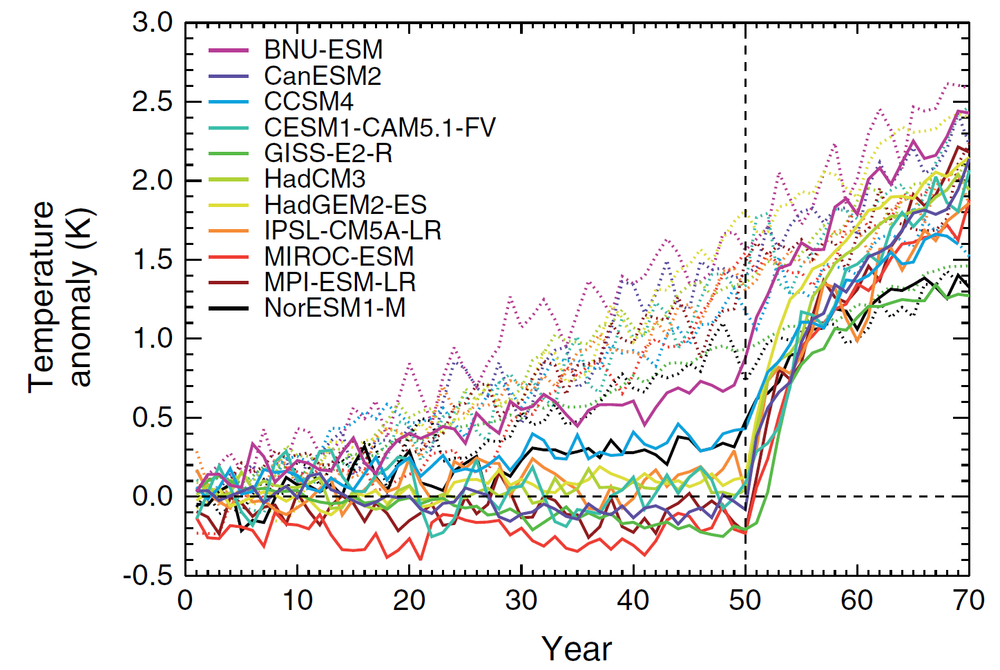 3.0
2.5
2.0
1.5
1.0
0.5
0.0
-0.5
Temperature
anomaly (K)
BNU-ESM
CanESM2
CCSM4
CESM1-CAM5.1-FV
GISS-E2-R
HadCM3
HadGEM2-ES
IPSL-CM5A-LR
MIROC-ESM
MPI-ESM-LR
NorESM1-M
0 10 20 30 40 50 60 70
Year